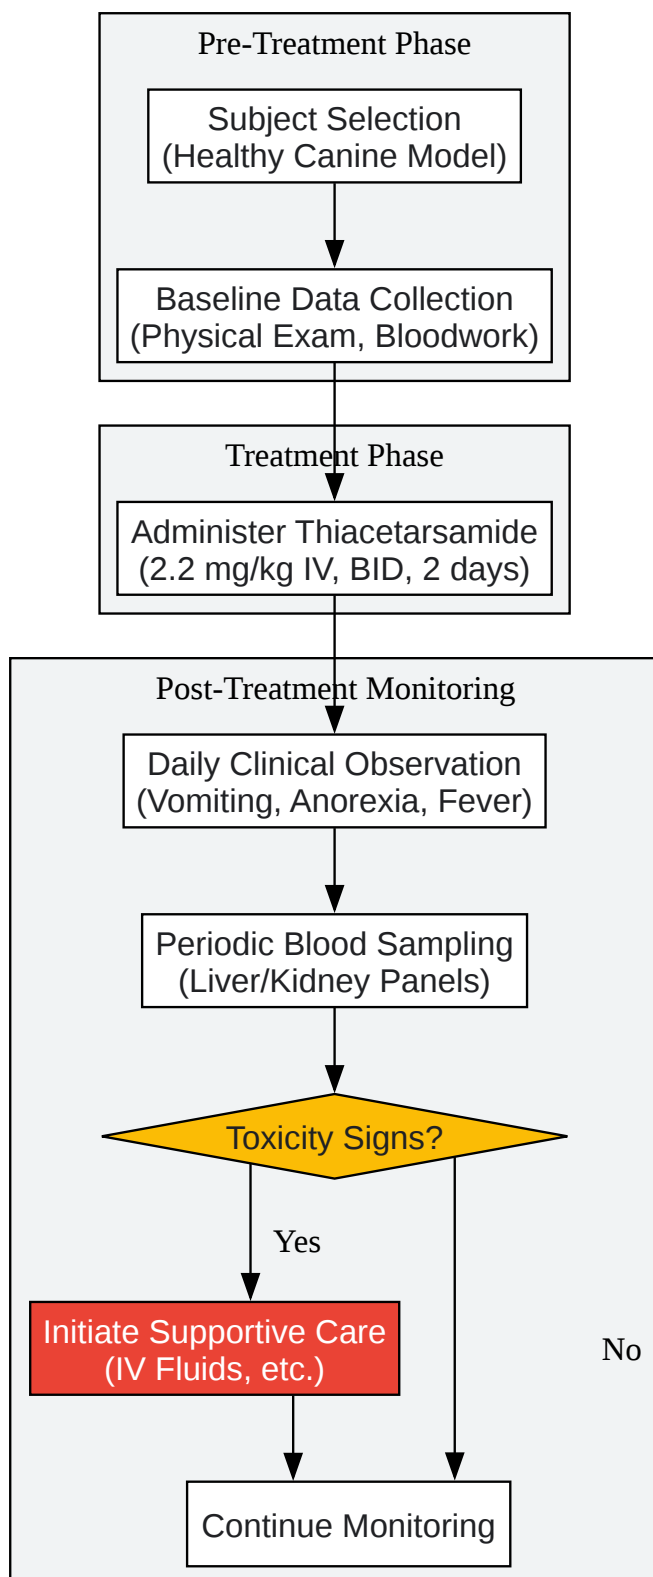 Pre-Treatment Phase
Subject Selection
(Healthy Canine Model)
Baseline Data Collection
(Physical Exam, Bloodwork)
Treatment Phase
Administer Thiacetarsamide
(2.2 mg/kg IV, BID, 2 days)
Post-Treatment Monitoring
Daily Clinical Observation
(Vomiting, Anorexia, Fever)
Periodic Blood Sampling
(Liver/Kidney Panels)
Toxicity Signs?
Yes
Initiate Supportive Care
(IV Fluids, etc.)
No
Continue Monitoring